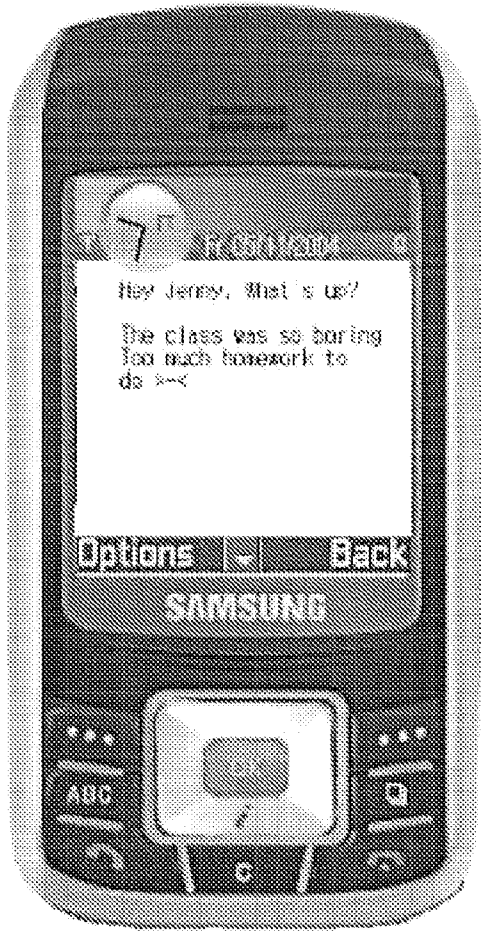 Hey Jenny, What's up?
The class was so boring
Too much homework to
do >~<
Options
Back
SAMSUNG
ABC
C